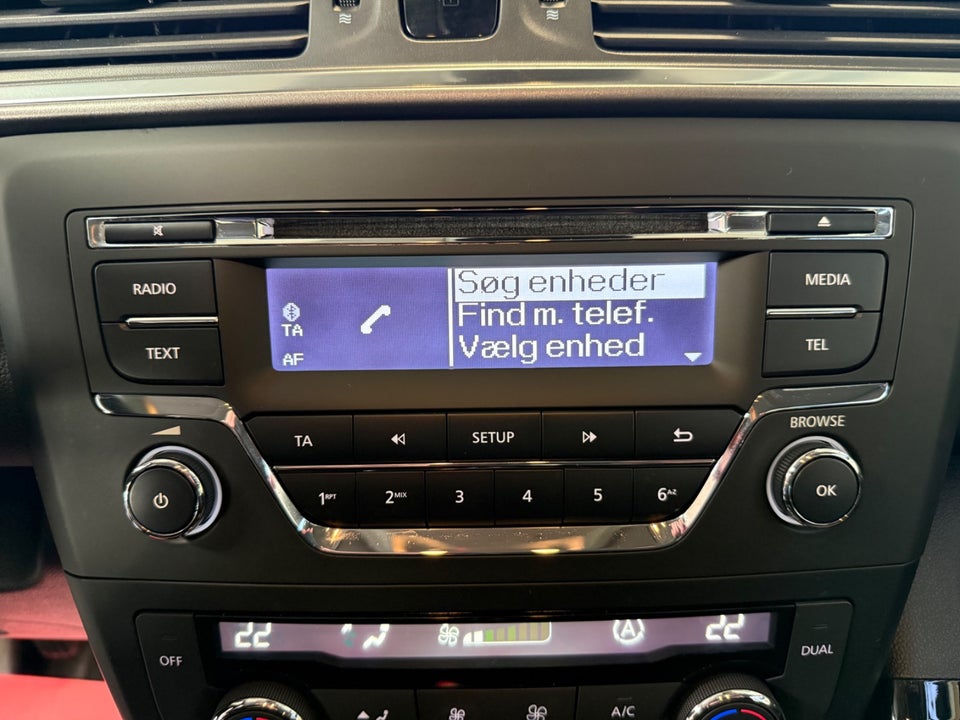 RADIO
TEXT
TA
AF
Søg enheder
Find m. telef.
Vælg enhed
MEDIA
TEL
TA
SETUP
BROWSE
1RPT
2MIX
3
4
5
6A-Z
OK
OFF
22
A
22
DUAL
A/C